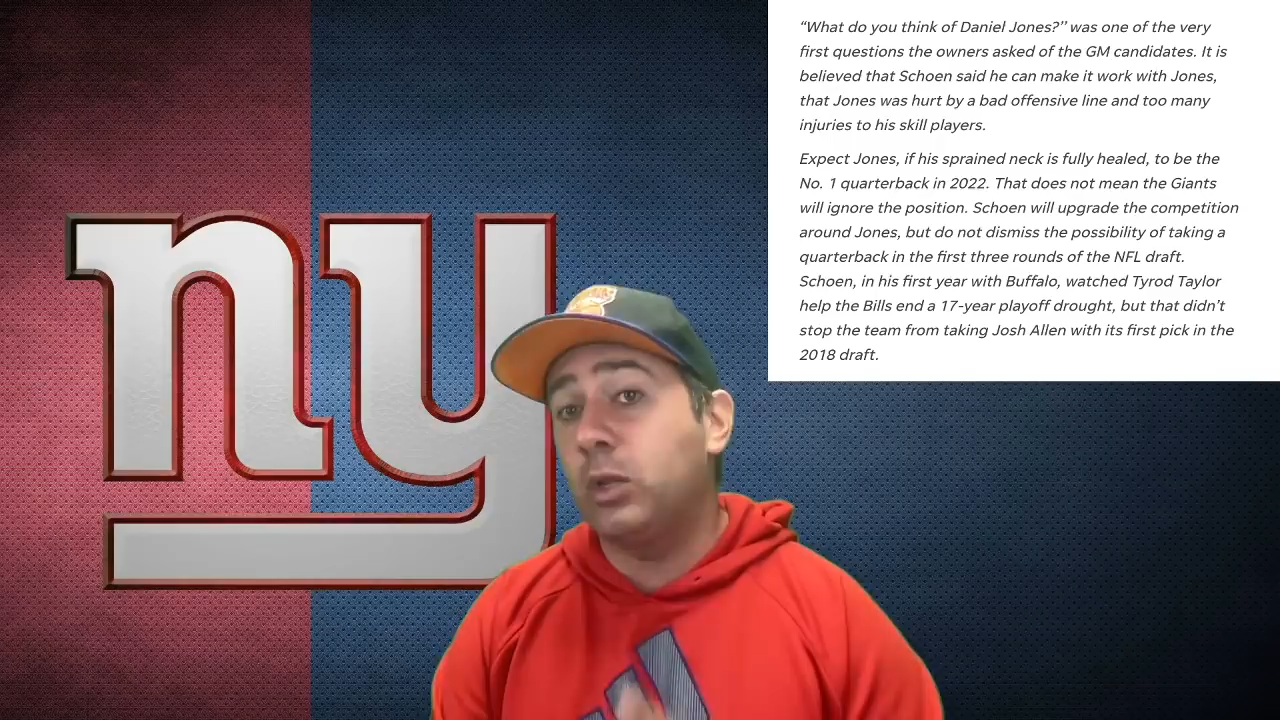 ny
“What do you think of Daniel Jones?” was one of the very
first questions the owners asked of the GM candidates. It is
believed that Schoen said he can make it work with Jones,
that Jones was hurt by a bad offensive line and too many
injuries to his skill players.
Expect Jones, if his sprained neck is fully healed, to be the
No. 1 quarterback in 2022. That does not mean the Giants
will ignore the position. Schoen will upgrade the competition
around Jones, but do not dismiss the possibility of taking a
quarterback in the first three rounds of the NFL draft.
Schoen, in his first year with Buffalo, watched Tyrod Taylor
help the Bills end a 17-year playoff drought, but that didn’t
stop the team from taking Josh Allen with its first pick in the
2018 draft.